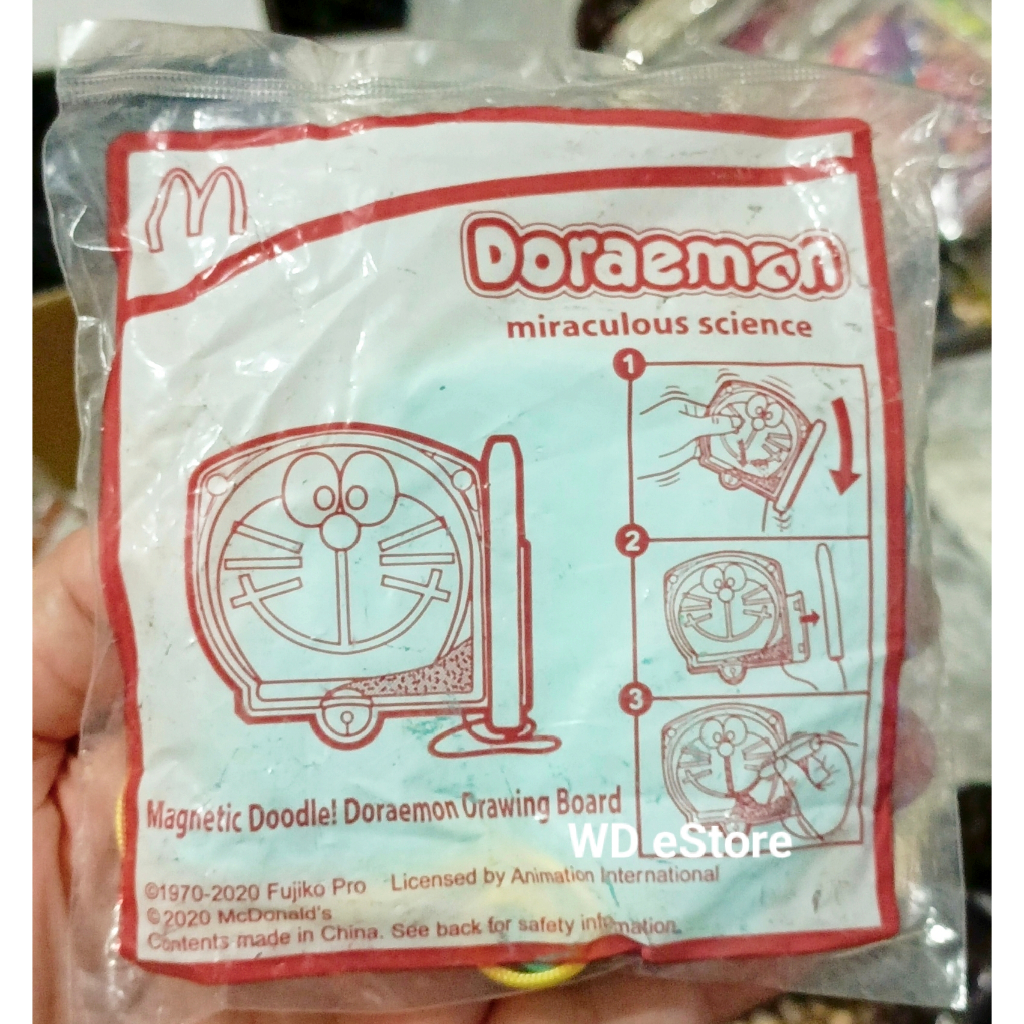 M
Doraemon
miraculous science
1
2
3
Magnetic Doodle! Doraemon Drawing Board
WD eStore
©1970-2020 Fujiko Pro Licensed by Animation International
©2020 McDonald's
Contents made in China. See back for safety information.